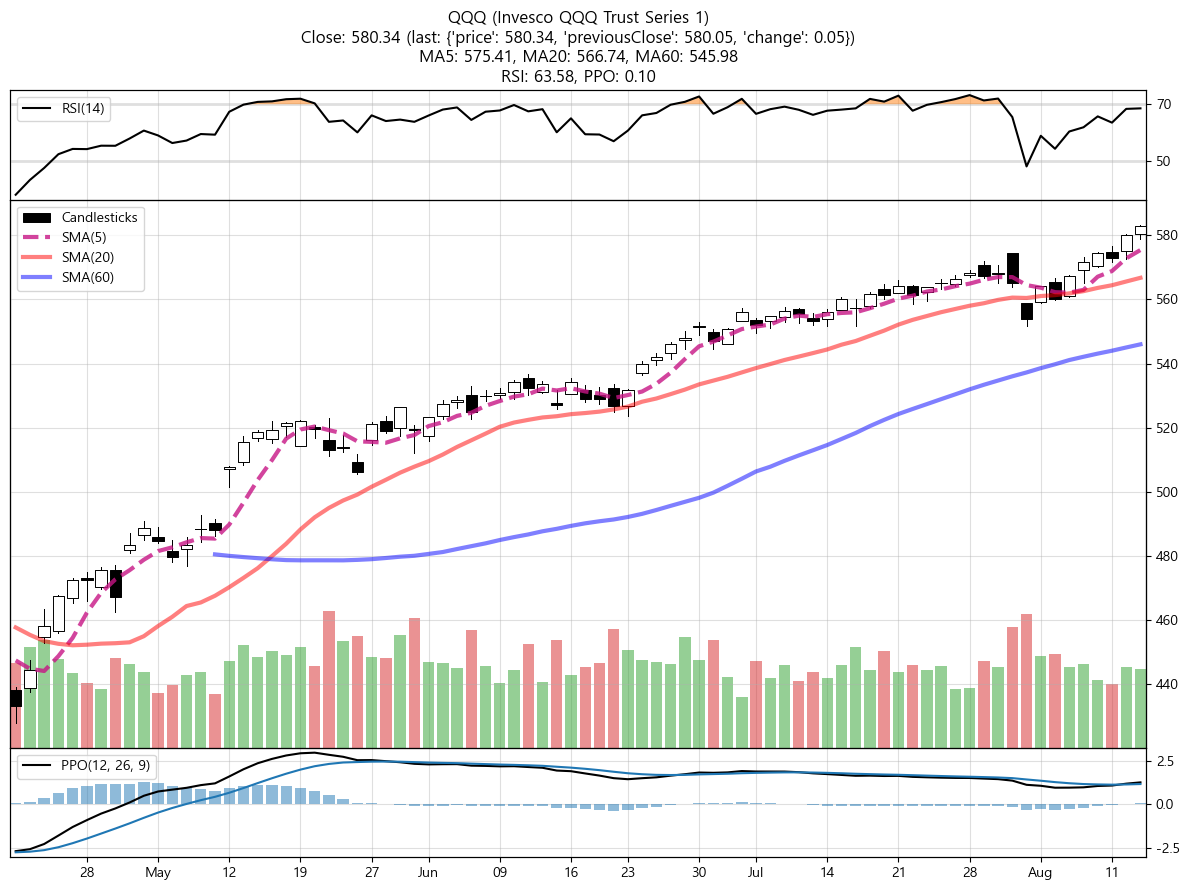 QQQ (Invesco QQQ Trust Series 1)
Close: 580.34 (last: {'price': 580.34, 'previousClose': 580.05, 'change': 0.05})
MA5: 575.41, MA20: 566.74, MA60: 545.98
RSI: 63.58, PPO: 0.10
RSI(14)
70
50
Candlesticks
SMA(5)
SMA(20)
SMA(60)
580
560
540
520
500
480
460
440
PPO(12, 26, 9)
2.5
0.0
-2.5
28 May 12 19 27 Jun 09 16 23 Jul 14 21 28 Aug 11